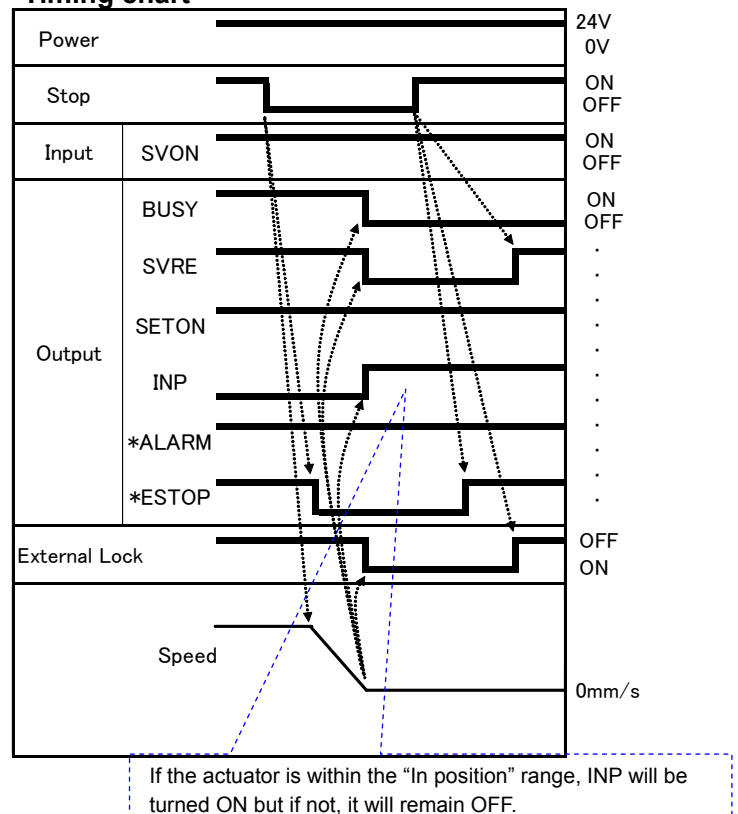 Timing chart
Power
24V
0V
Stop
ON
OFF
Input
SVON
ON
OFF
Output
BUSY
ON
OFF
SVRE
SETON
INP
*ALARM
*ESTOP
External Lock
OFF
ON
Speed
0mm/s
If the actuator is within the “In position” range, INP will be
turned ON but if not, it will remain OFF.